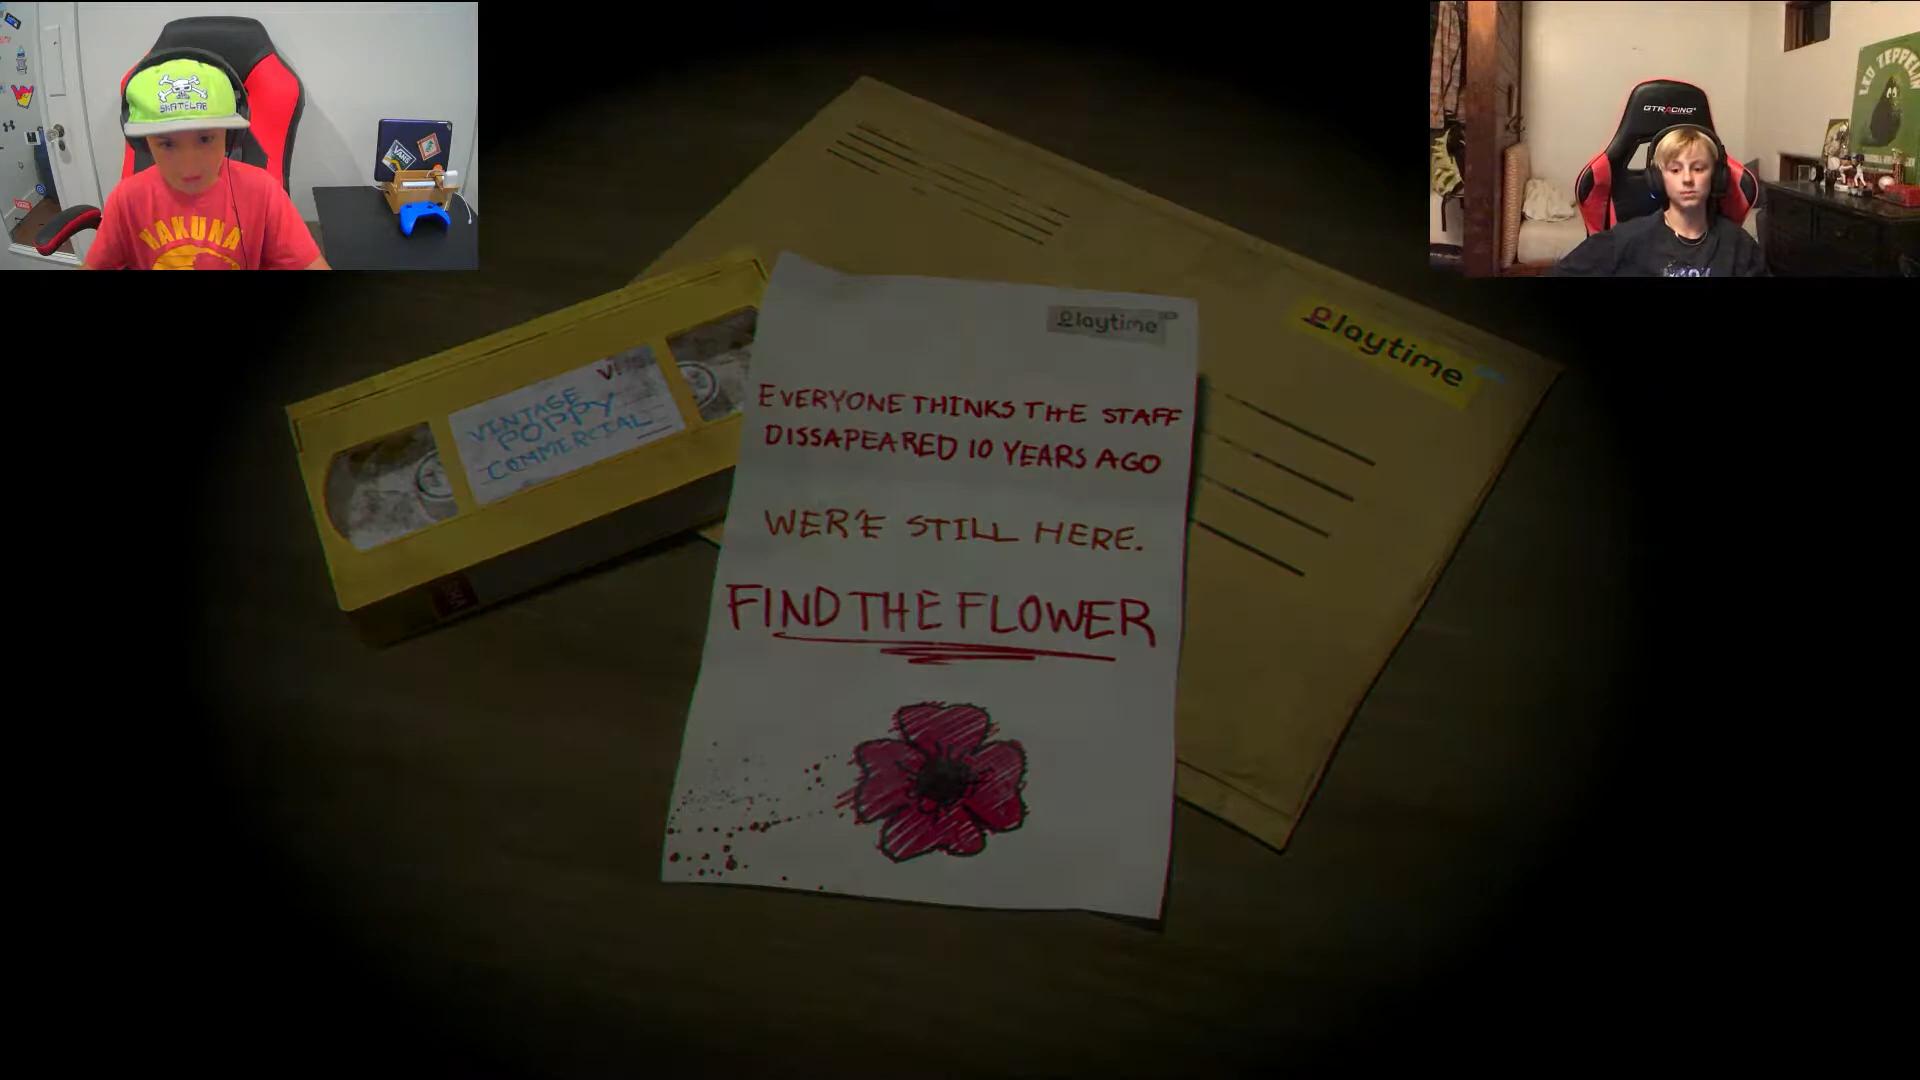 SKATELAB
HAKUNA
VANS
GTRACING
LED ZEPPELIN
Playtime
Playtime
VINTAGE
POPPY
COMMERCIAL
EVERYONE THINKS THE STAFF
DISSAPEARED 10 YEARS AGO
WER'E STILL HERE.
FIND THE FLOWER